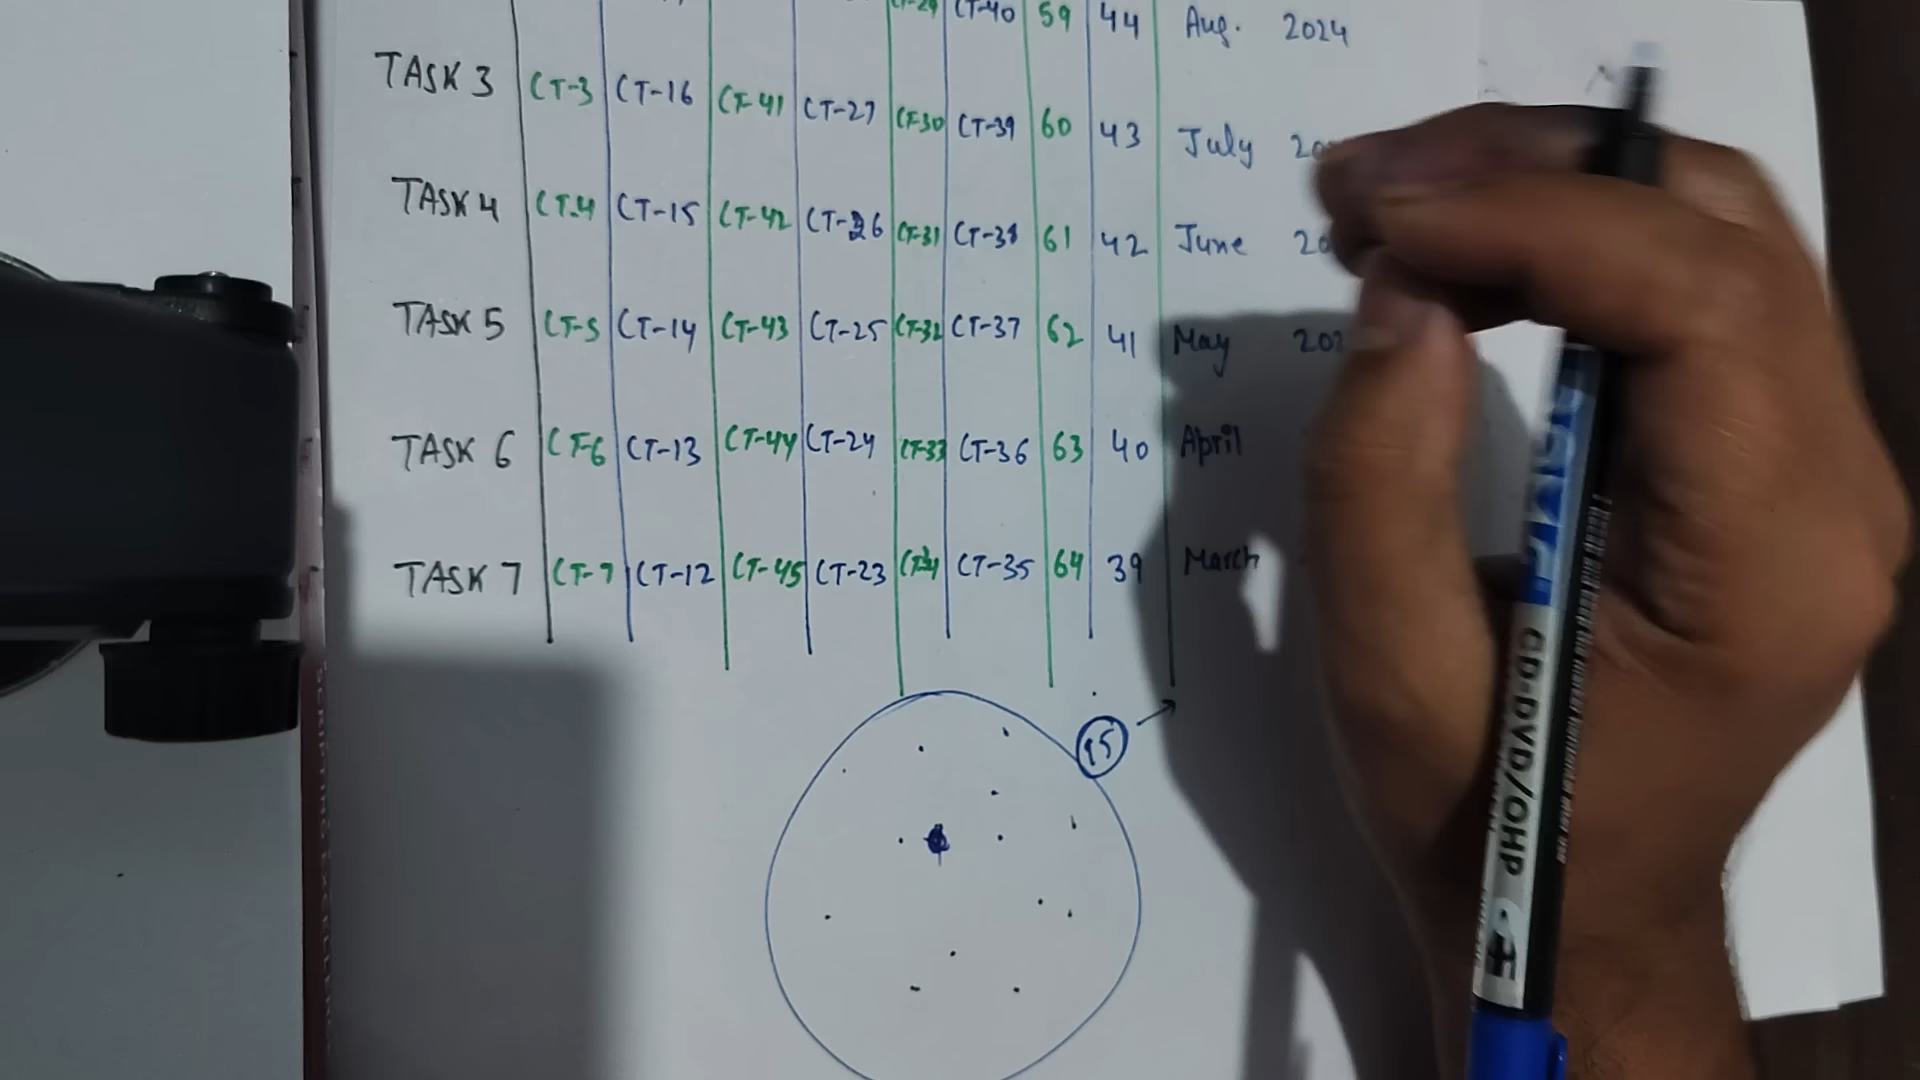 CT-29 CT-40 59 44 Aug. 2024
TASK 3 CT-3 CT-16 CT-41 CT-27 CT-30 CT-39 60 43 July
TASK 4 CT-4 CT-15 CT-42 CT-26 CT-31 CT-38 61 42 June
TASK 5 CT-5 CT-14 CT-43 CT-25 CT-32 CT-37 62 41 May
TASK 6 CT-6 CT-13 CT-44 CT-24 CT-33 CT-36 63 40 April
TASK 7 CT-7 CT-12 CT-45 CT-23 CT-34 CT-35 64 39 March
95
CD-DVD/OHP